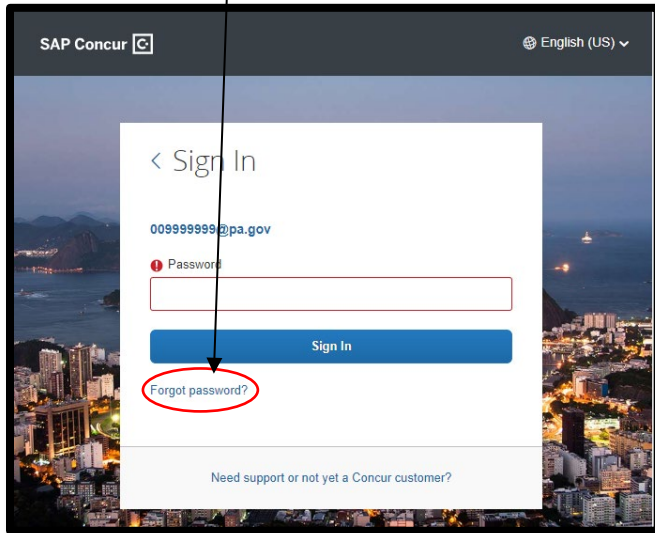 SAP Concur C
English (US)
< Sign In
009999999@pa.gov
Password
Sign In
Forgot password?
Need support or not yet a Concur customer?